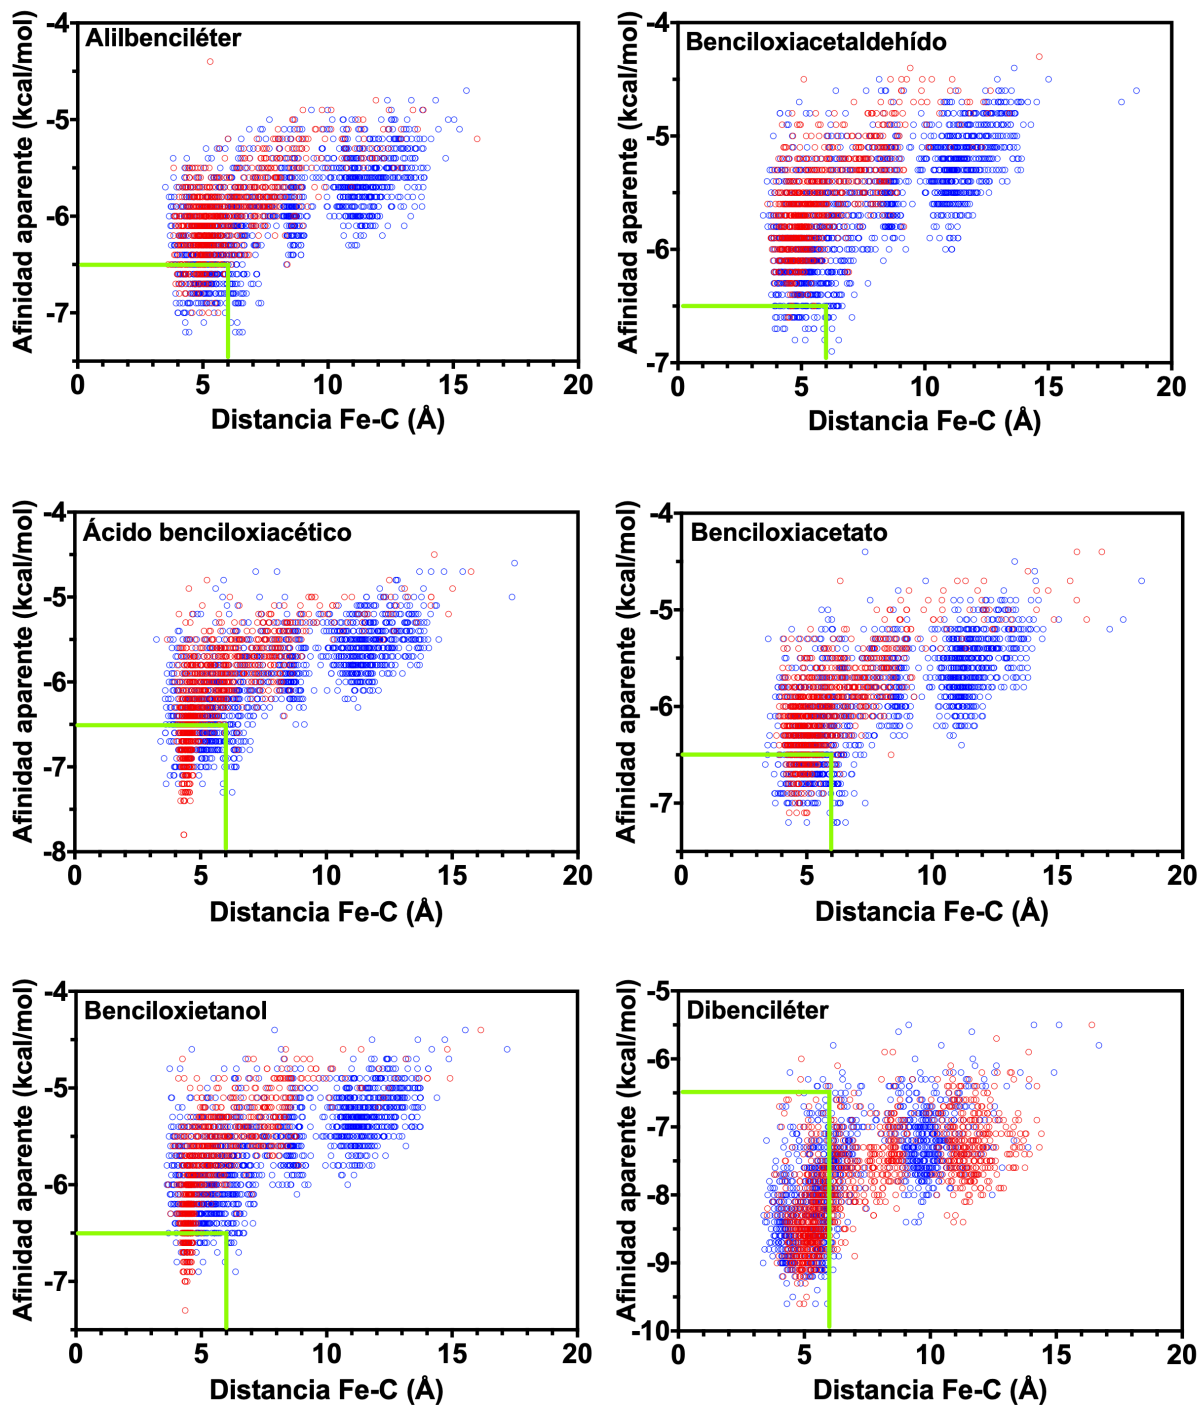 Alilbenciléter
Afinidad aparente (kcal/mol)
-4
-5
-6
-7
0 5 10 15 20
Distancia Fe-C (Å)
Benciloxiacetaldehído
Afinidad aparente (kcal/mol)
-4
-5
-6
-7
0 5 10 15 20
Distancia Fe-C (Å)
Ácido benciloxiacético
Afinidad aparente (kcal/mol)
-4
-5
-6
-7
-8
0 5 10 15 20
Distancia Fe-C (Å)
Benciloxiacetato
Afinidad aparente (kcal/mol)
-4
-5
-6
-7
0 5 10 15 20
Distancia Fe-C (Å)
Benciloxietanol
Afinidad aparente (kcal/mol)
-4
-5
-6
-7
0 5 10 15 20
Distancia Fe-C (Å)
Dibenciléter
Afinidad aparente (kcal/mol)
-5
-6
-7
-8
-9
-10
0 5 10 15 20
Distancia Fe-C (Å)